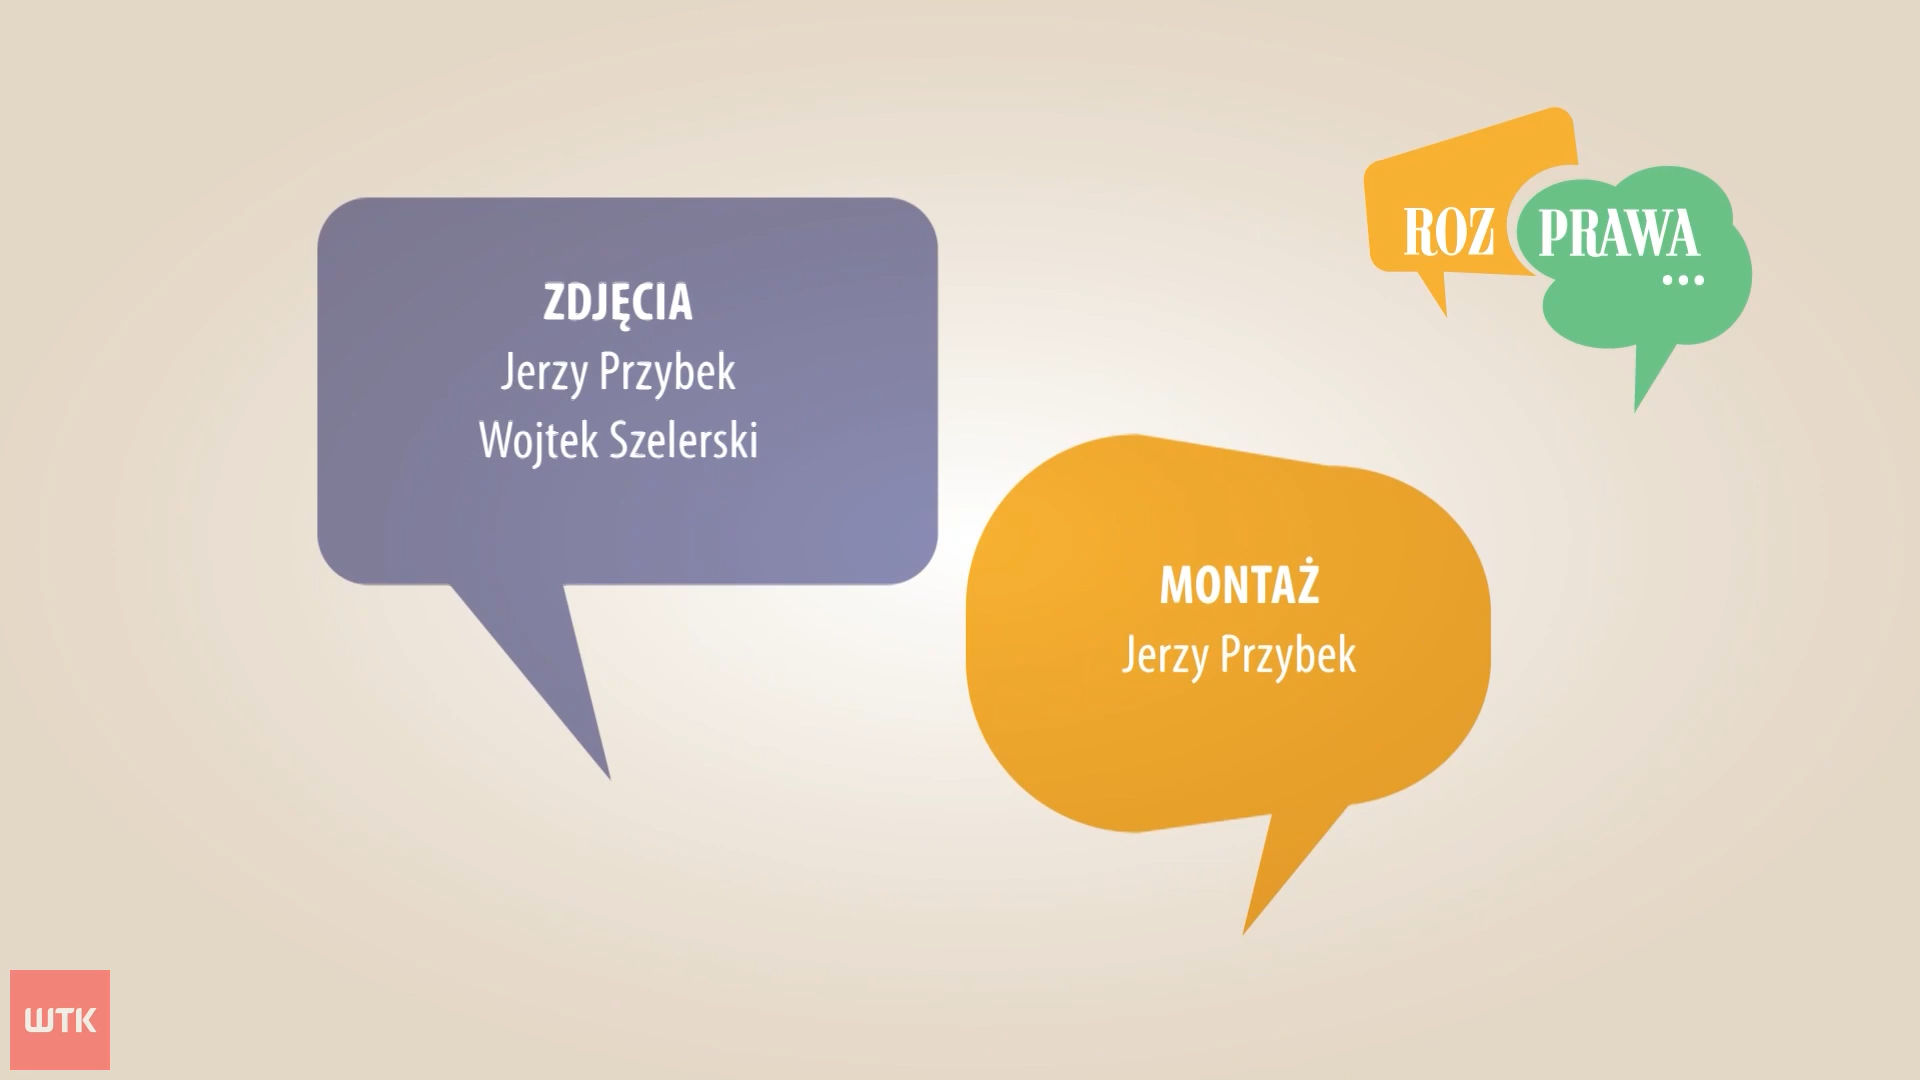 ROZ PRAWA
...
ZDJĘCIA
Jerzy Przybek
Wojtek Szelerski
MONTAŻ
Jerzy Przybek
WTK